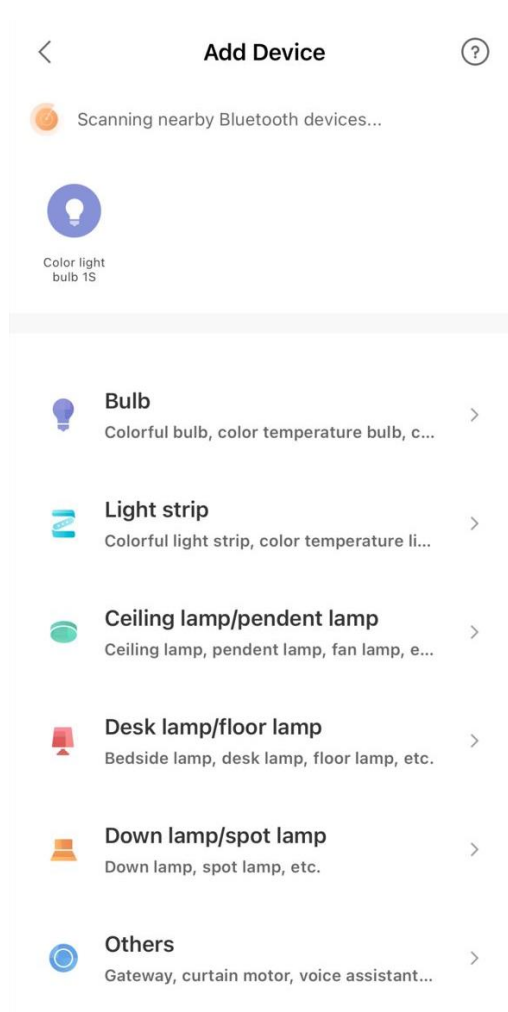 Add Device
?
Scanning nearby Bluetooth devices...
Color light
bulb 1S
Bulb
Colorful bulb, color temperature bulb, c...
Light strip
Colorful light strip, color temperature li...
Ceiling lamp/pendent lamp
Ceiling lamp, pendent lamp, fan lamp, e...
Desk lamp/floor lamp
Bedside lamp, desk lamp, floor lamp, etc.
Down lamp/spot lamp
Down lamp, spot lamp, etc.
Others
Gateway, curtain motor, voice assistant...